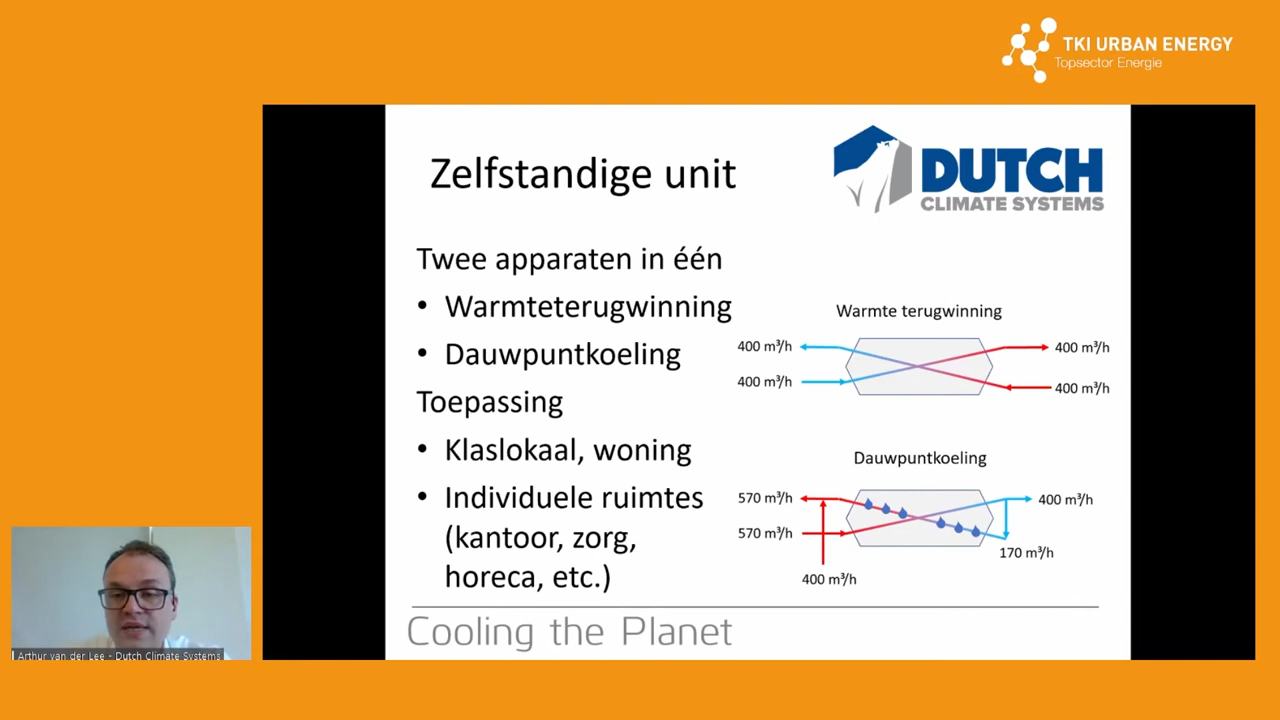 TKI URBAN ENERGY
Topsector Energie
Zelfstandige unit
DUTCH
CLIMATE SYSTEMS
Twee apparaten in één
• Warmteterugwinning
• Dauwpuntkoeling
Toepassing
• Klaslokaal, woning
• Individuele ruimtes
(kantoor, zorg,
horeca, etc.)
Warmte terugwinning
400 m³/h
400 m³/h
400 m³/h
400 m³/h
Dauwpuntkoeling
570 m³/h
400 m³/h
570 m³/h
170 m³/h
400 m³/h
Cooling the Planet
Arthur van der Lee - Dutch Climate Systems